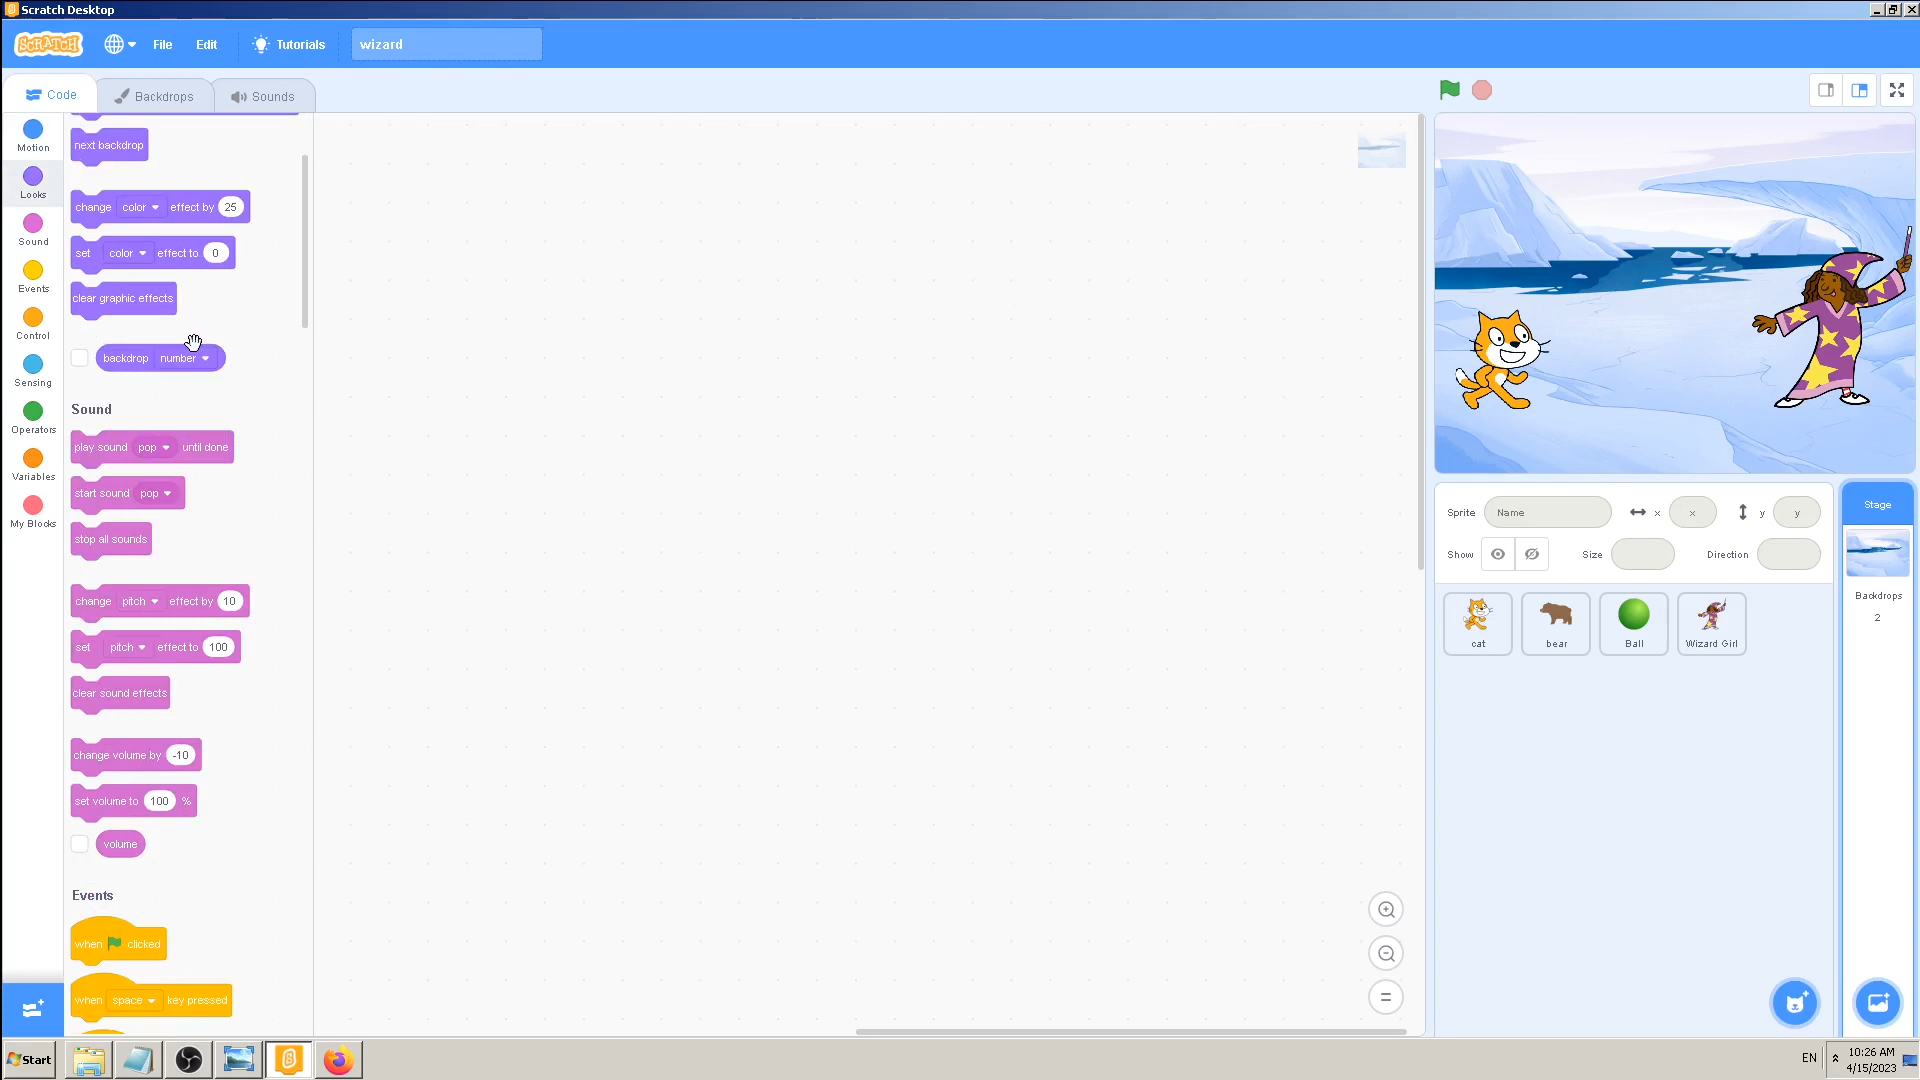 Scratch Desktop
SCRATCH
File
Edit
Tutorials
wizard
Code
Backdrops
Sounds
Motion
Looks
Sound
Events
Control
Sensing
Operators
Variables
My Blocks
next backdrop
change color effect by 25
set color effect to 0
clear graphic effects
backdrop number
Sound
play sound pop until done
start sound pop
stop all sounds
change pitch effect by 10
set pitch effect to 100
clear sound effects
change volume by -10
set volume to 100 %
volume
Events
when clicked
when space key pressed
Sprite Name x x y y
Show Size Direction
cat
bear
Ball
Wizard Girl
Stage
Backdrops
2
Start
EN
10:26 AM
4/15/2023